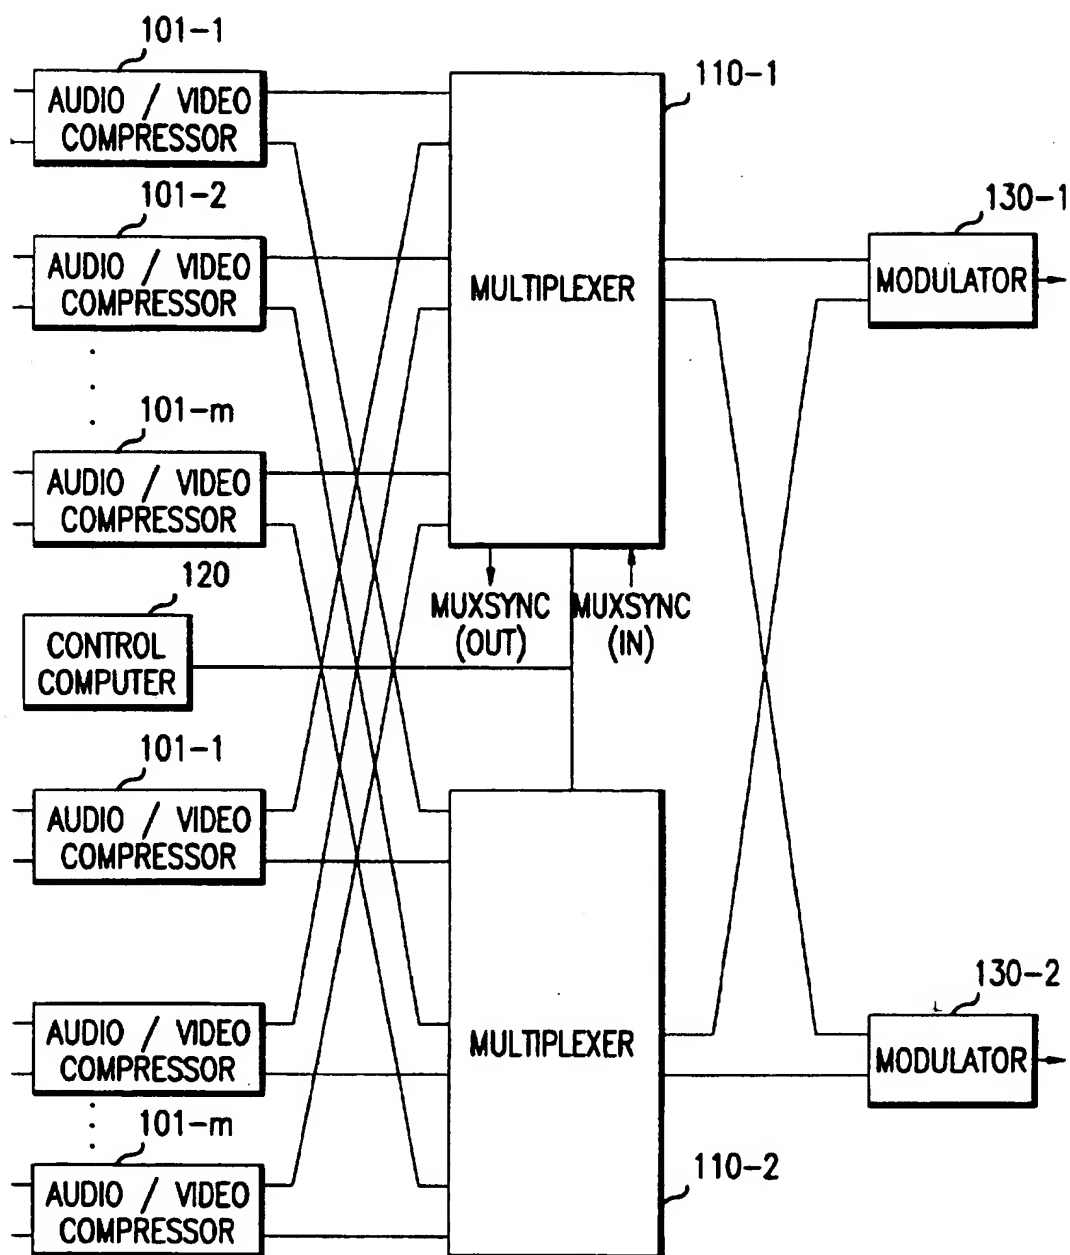 101-1
AUDIO / VIDEO
COMPRESSOR
110-1
101-2
AUDIO / VIDEO
COMPRESSOR
MULTIPLEXER
130-1
MODULATOR
101-m
AUDIO / VIDEO
COMPRESSOR
MUXSYNC
(OUT)
MUXSYNC
(IN)
120
CONTROL
COMPUTER
101-1
AUDIO / VIDEO
COMPRESSOR
AUDIO / VIDEO
COMPRESSOR
MULTIPLEXER
130-2
MODULATOR
101-m
AUDIO / VIDEO
COMPRESSOR
110-2